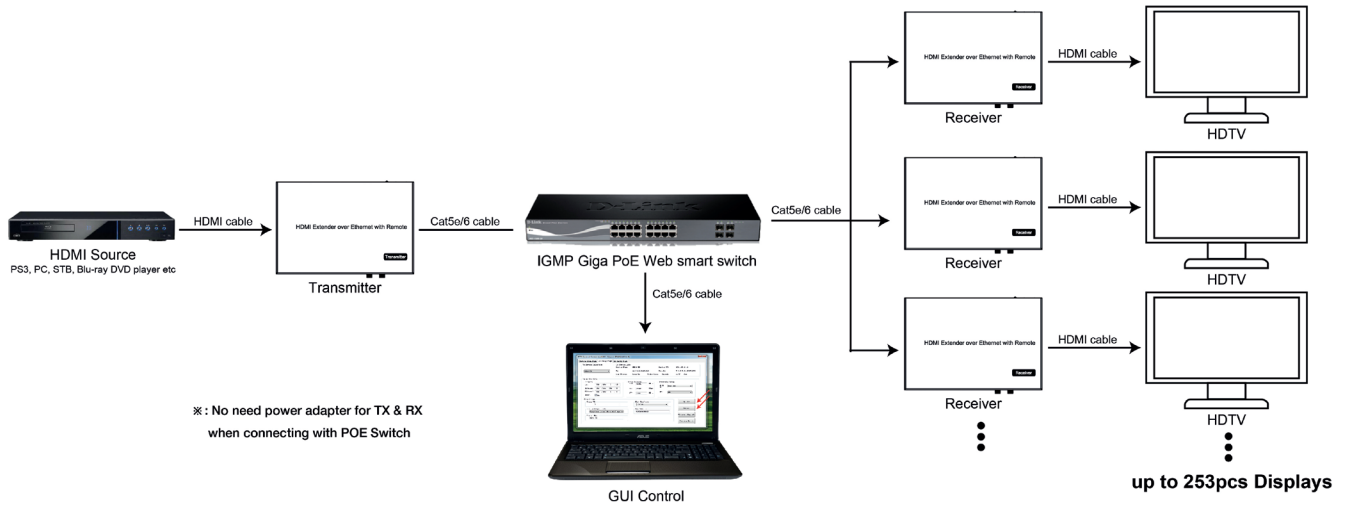 HDMI Source
PS3, PC, STB, Blu-ray DVD player etc
HDMI cable
HDMI Extender over Ethernet with Remote
Transmitter
Transmitter
Cat5e/6 cable
D-Link
IGMP Giga PoE Web smart switch
Cat5e/6 cable
GUI Control
ASUS
Cat5e/6 cable
HDMI Extender over Ethernet with Remote
Receiver
Receiver
HDMI cable
HDTV
HDMI Extender over Ethernet with Remote
Receiver
Receiver
HDMI cable
HDTV
HDMI Extender over Ethernet with Remote
Receiver
Receiver
HDMI cable
HDTV
up to 253pcs Displays
※ : No need power adapter for TX & RX
when connecting with POE Switch